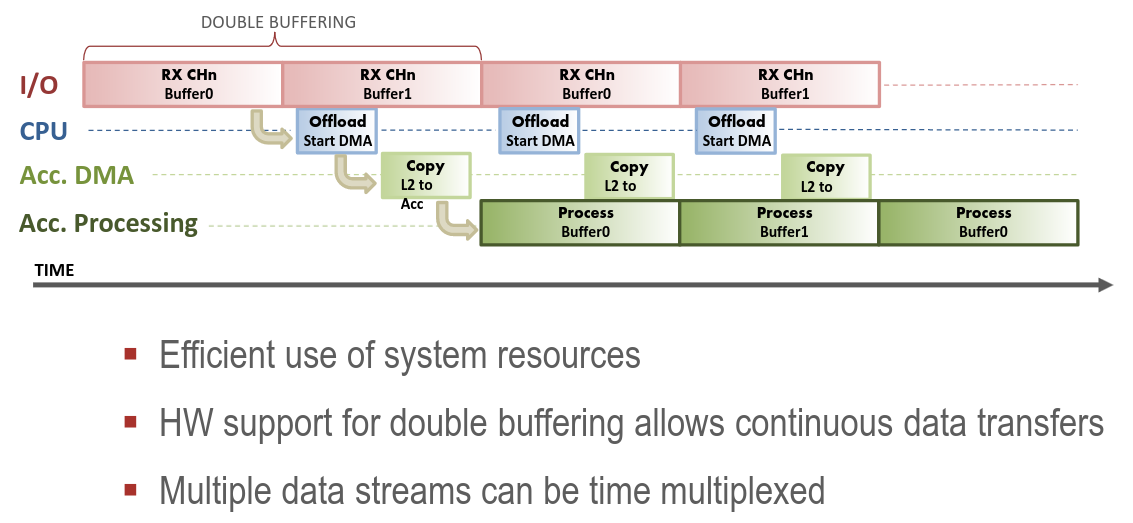 DOUBLE BUFFERING
I/O
RX CHn
Buffer0
RX CHn
Buffer1
RX CHn
Buffer0
RX CHn
Buffer1
CPU
Offload
Start DMA
Offload
Start DMA
Offload
Start DMA
Acc. DMA
Copy
L2 to
Acc
Copy
L2 to
Copy
L2 to
Acc. Processing
Process
Buffer0
Process
Buffer1
Process
Buffer0
TIME
▪ Efficient use of system resources
▪ HW support for double buffering allows continuous data transfers
▪ Multiple data streams can be time multiplexed